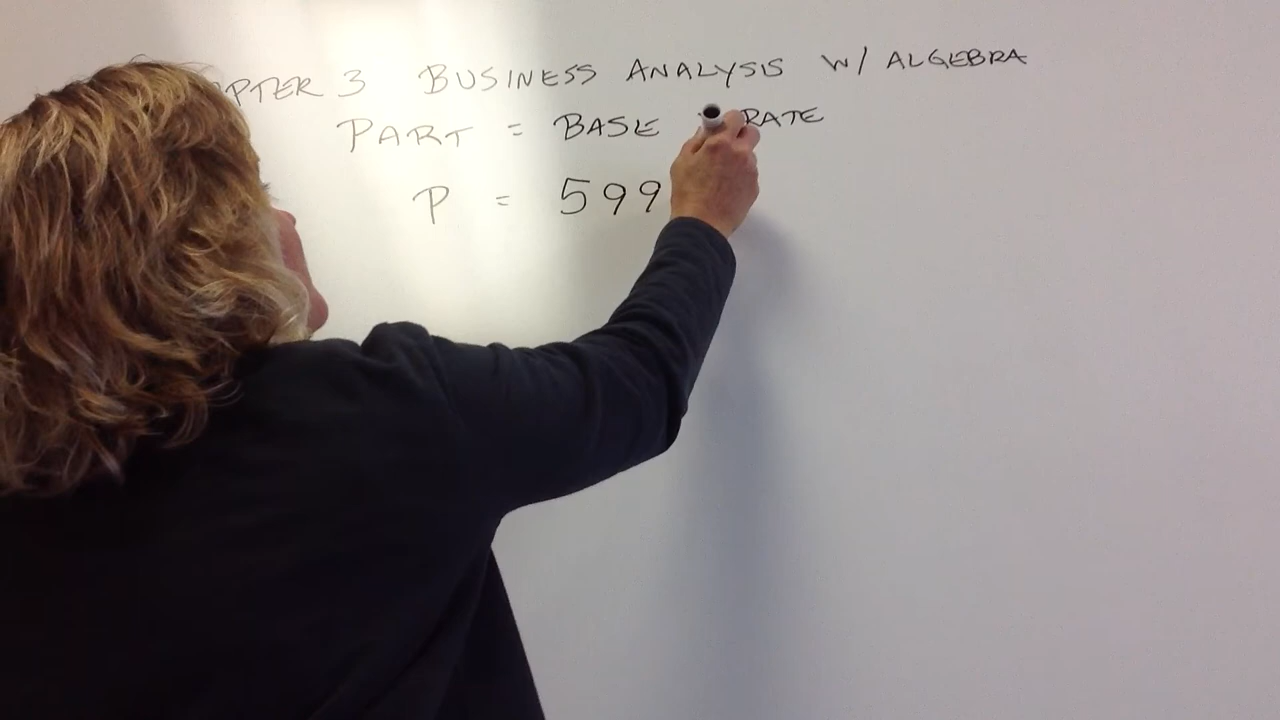 PTER 3 BUSINESS ANALYSIS W/ ALGEBRA
PART = BASE RATE
P = 599